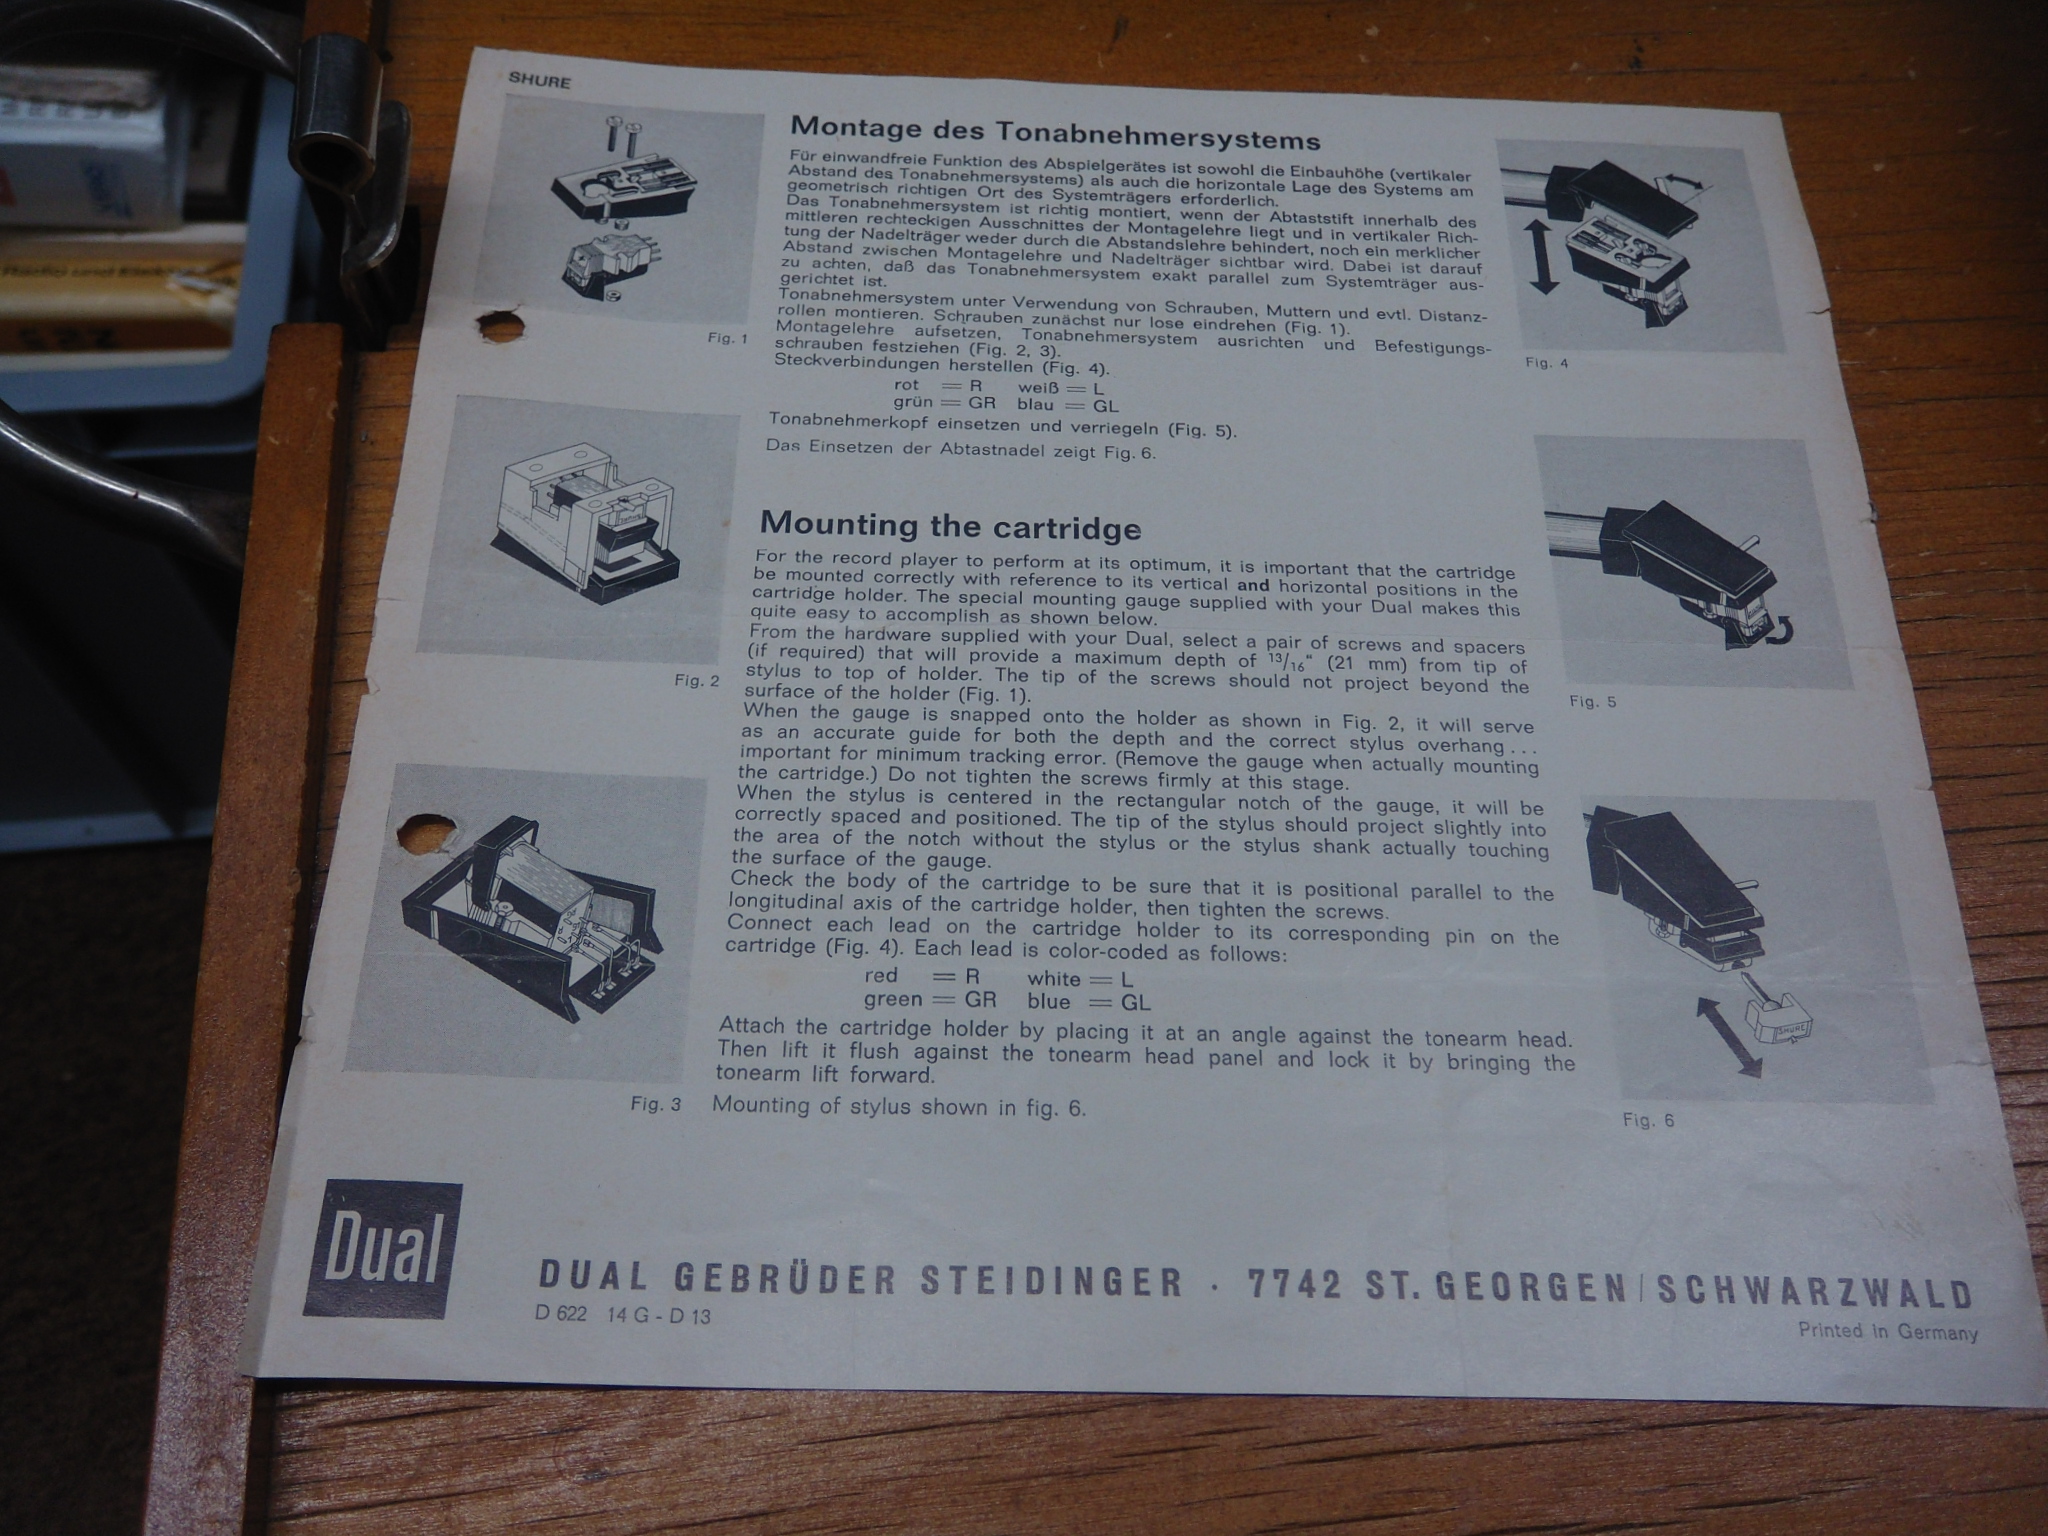 SHURE
Montage des Tonabnehmersystems
Für einwandfreie Funktion des Abspielgerätes ist sowohl die Einbauhöhe (vertikaler
Abstand des Tonabnehmersystems) als auch die horizontale Lage des Systems am
geometrisch richtigen Ort des Systemträgers erforderlich.
Das Tonabnehmersystem ist richtig montiert, wenn der Abtaststift innerhalb des
mittleren rechteckigen Ausschnittes der Montagelehre liegt und in vertikaler Rich-
tung der Nadelträger weder durch die Abstandslehre behindert, noch ein merklicher
Abstand zwischen Montagelehre und Nadelträger sichtbar wird. Dabei ist darauf
zu achten, daß das Tonabnehmersystem exakt parallel zum Systemträger aus-
gerichtet ist.
Tonabnehmersystem unter Verwendung von Schrauben, Muttern und evtl. Distanz-
rollen montieren. Schrauben zunächst nur lose eindrehen (Fig. 1).
Montagelehre aufsetzen, Tonabnehmersystem ausrichten und Befestigungs-
schrauben festziehen (Fig. 2, 3).
Steckverbindungen herstellen (Fig. 4).
rot = R weiß = L
grün = GR blau = GL
Tonabnehmerkopf einsetzen und verriegeln (Fig. 5).
Das Einsetzen der Abtastnadel zeigt Fig. 6.
Mounting the cartridge
For the record player to perform at its optimum, it is important that the cartridge
be mounted correctly with reference to its vertical and horizontal positions in the
cartridge holder. The special mounting gauge supplied with your Dual makes this
quite easy to accomplish as shown below.
From the hardware supplied with your Dual, select a pair of screws and spacers
(if required) that will provide a maximum depth of 13/16" (21 mm) from tip of
stylus to top of holder. The tip of the screws should not project beyond the
surface of the holder (Fig. 1).
When the gauge is snapped onto the holder as shown in Fig. 2, it will serve
as an accurate guide for both the depth and the correct stylus overhang...
important for minimum tracking error. (Remove the gauge when actually mounting
the cartridge.) Do not tighten the screws firmly at this stage.
When the stylus is centered in the rectangular notch of the gauge, it will be
correctly spaced and positioned. The tip of the stylus should project slightly into
the area of the notch without the stylus or the stylus shank actually touching
the surface of the gauge.
Check the body of the cartridge to be sure that it is positional parallel to the
longitudinal axis of the cartridge holder, then tighten the screws.
Connect each lead on the cartridge holder to its corresponding pin on the
cartridge (Fig. 4). Each lead is color-coded as follows:
red = R white = L
green = GR blue = GL
Attach the cartridge holder by placing it at an angle against the tonearm head.
Then lift it flush against the tonearm head panel and lock it by bringing the
tonearm lift forward.
Mounting of stylus shown in fig. 6.
Fig. 1
Fig. 2
Fig. 3
Fig. 4
Fig. 5
SHURE
Fig. 6
Dual
DUAL GEBRÜDER STEIDINGER · 7742 ST. GEORGEN/SCHWARZWALD
D 622 14 G - D 13
Printed in Germany